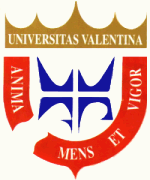 UNIVERSITAS VALENTINA
ANIMA
MENS ET VIGOR